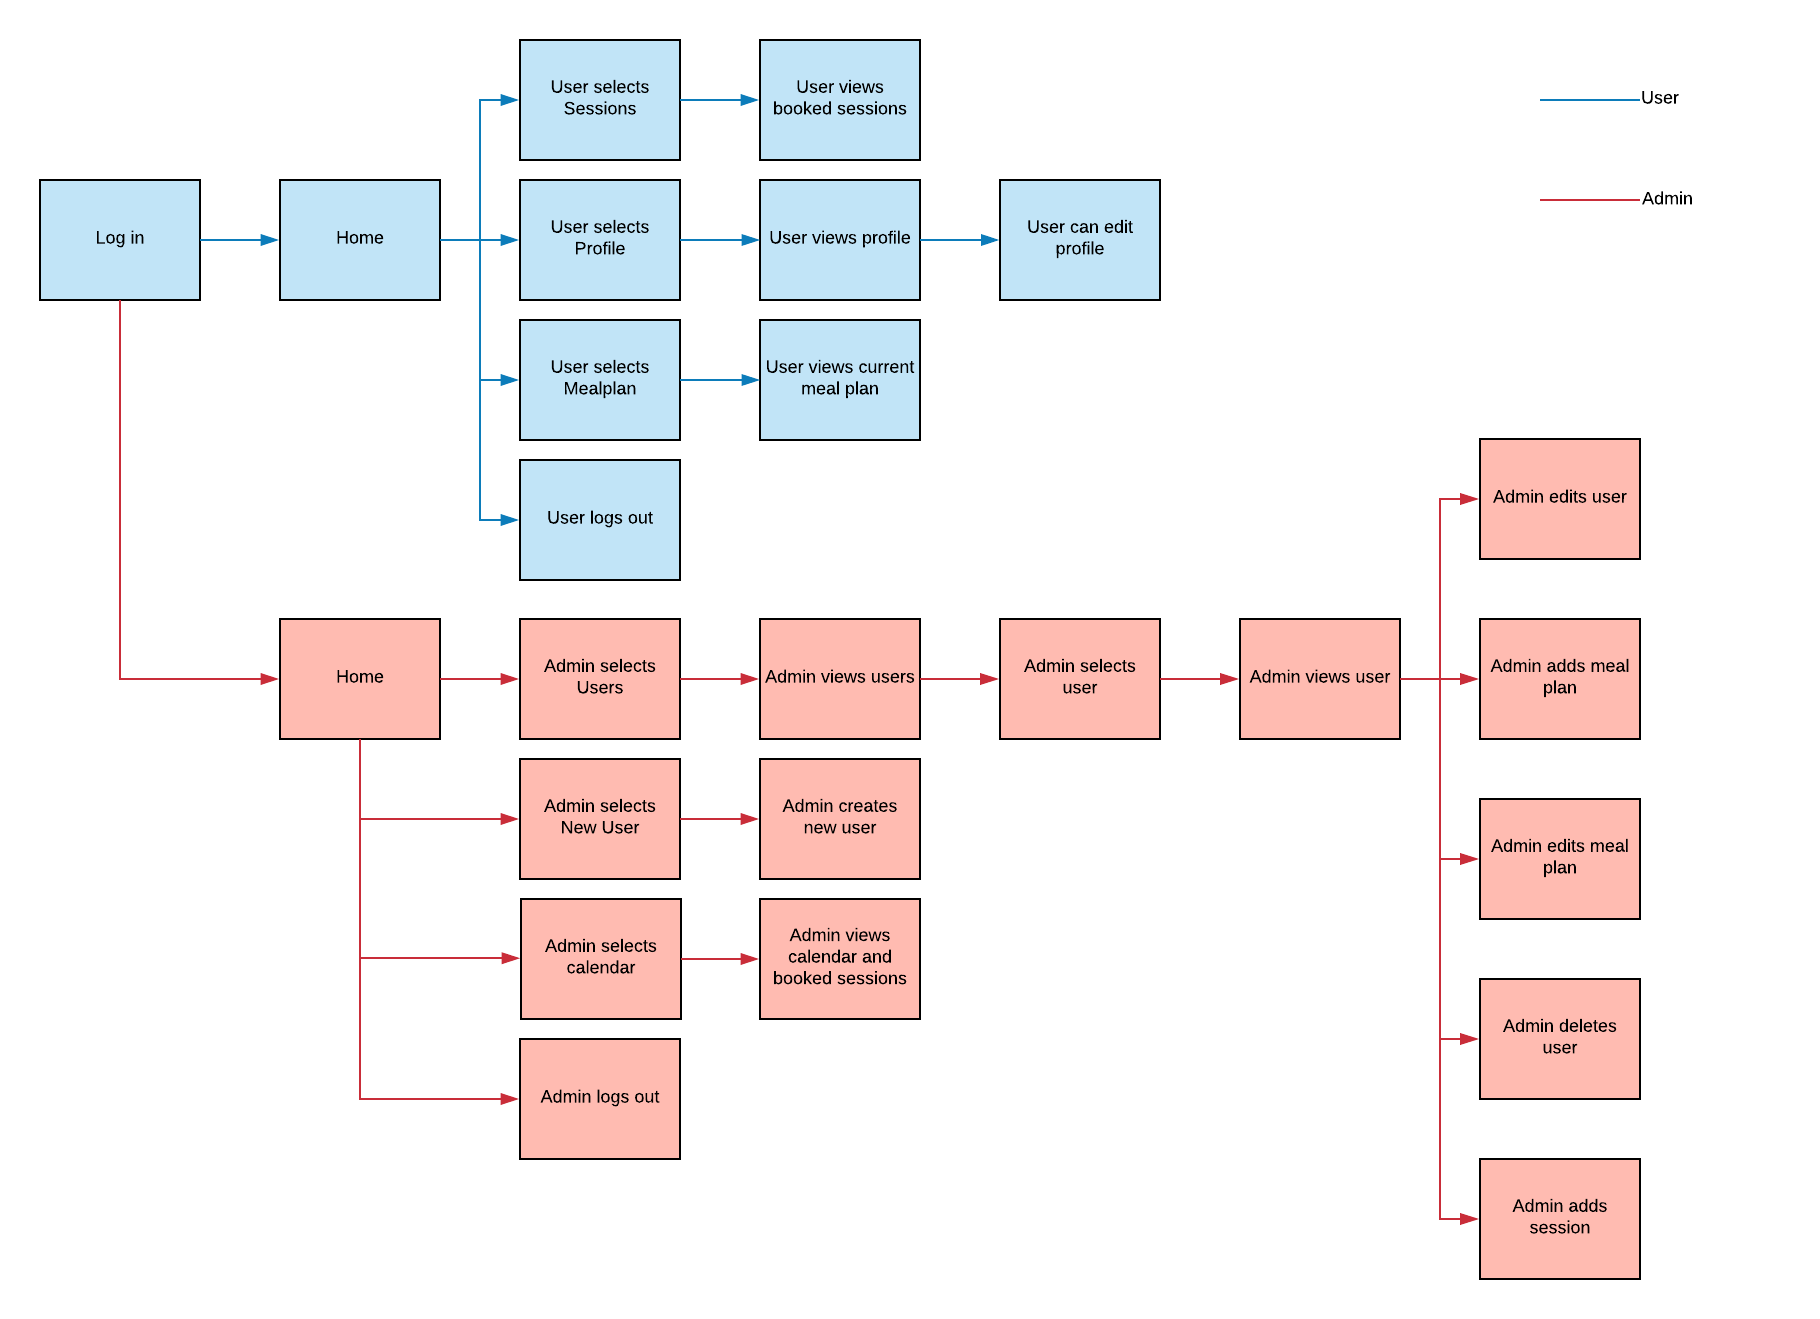 User selects
Sessions
User views
booked sessions
User
Admin
Log in
Home
User selects
Profile
User views profile
User can edit
profile
User selects
Mealplan
User views current
meal plan
User logs out
Admin edits user
Home
Admin selects
Users
Admin views users
Admin selects
user
Admin views user
Admin adds meal
plan
Admin selects
New User
Admin creates
new user
Admin edits meal
plan
Admin selects
calendar
Admin views
calendar and
booked sessions
Admin deletes
user
Admin logs out
Admin adds
session